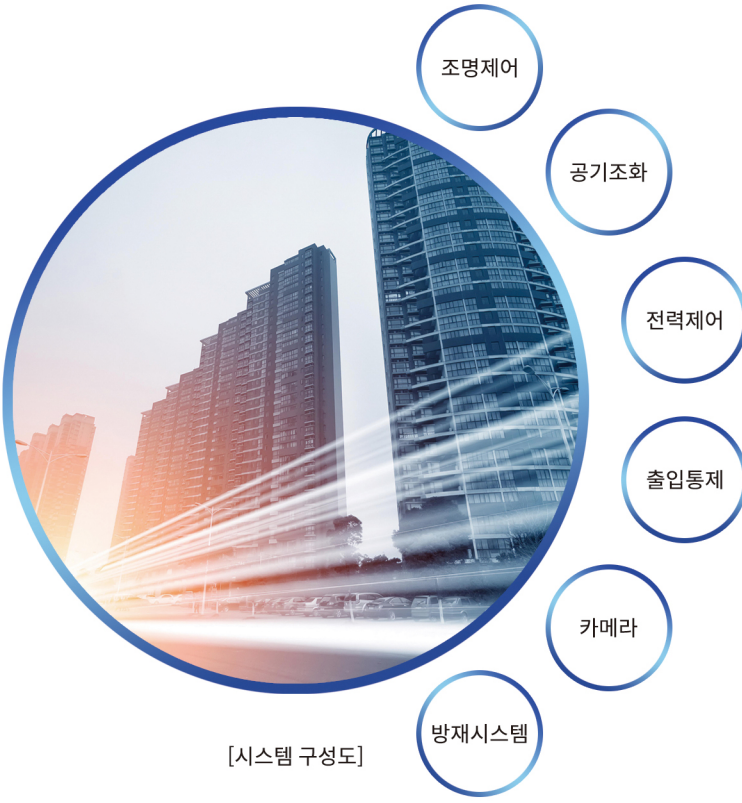 조명제어
공기조화
전력제어
출입통제
카메라
방재시스템
[시스템 구성도]